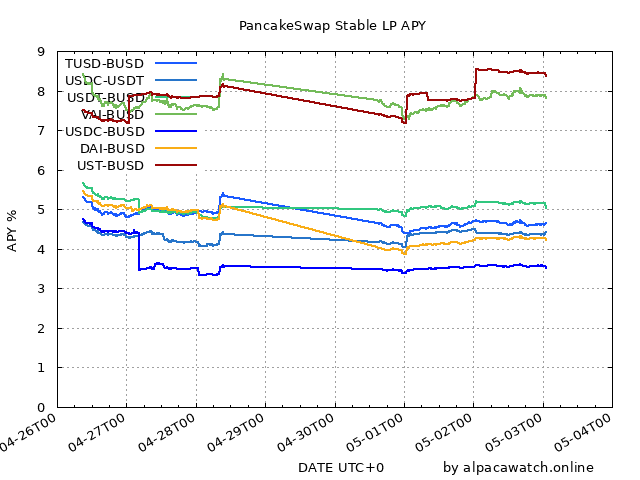 PancakeSwap Stable LP APY
9
8
7
6
5
4
3
2
1
0
APY %
TUSD-BUSD
USDC-USDT
USDT-BUSD
VAI-BUSD
USDC-BUSD
DAI-BUSD
UST-BUSD
04-26T00
04-27T00
04-28T00
04-29T00
04-30T00
05-01T00
05-02T00
05-03T00
05-04T00
DATE UTC+0
by alpacawatch.online